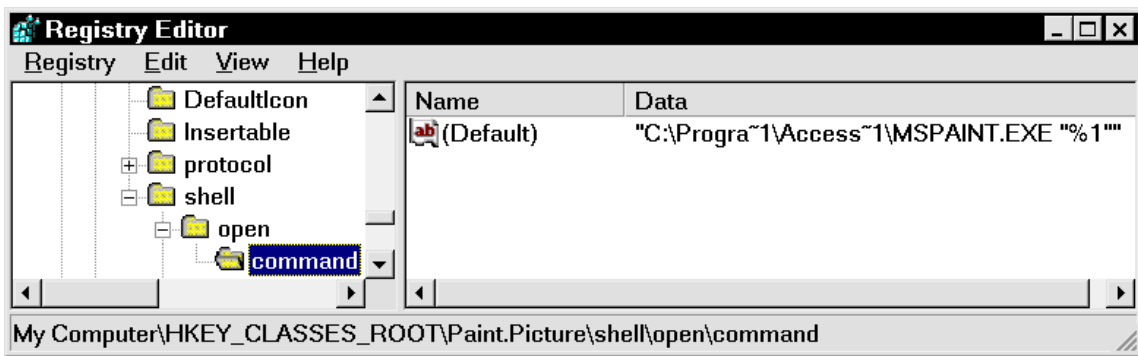 Registry Editor
Registry Edit View Help
DefaultIcon
Insertable
protocol
shell
open
command
Name Data
ab (Default) "C:\Progra~1\Access~1\MSPAINT.EXE "%1""
My Computer\HKEY_CLASSES_ROOT\Paint.Picture\shell\open\command